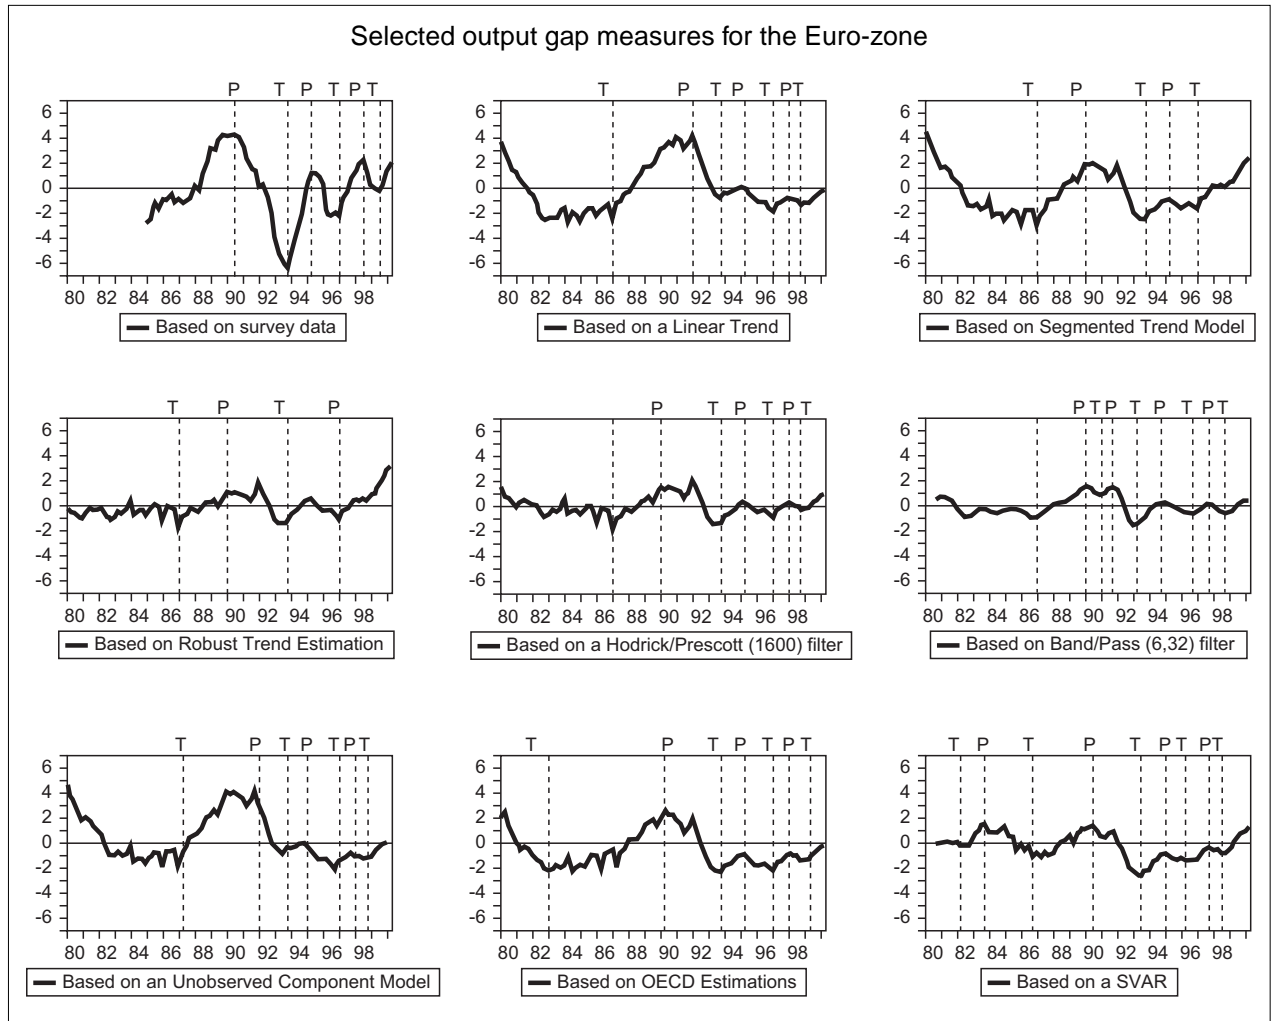 Selected output gap measures for the Euro-zone
P T P T P T
6
4
2
0
-2
-4
-6
80 82 84 86 88 90 92 94 96 98
Based on survey data
T P T P T P T
6
4
2
0
-2
-4
-6
80 82 84 86 88 90 92 94 96 98
Based on a Linear Trend
T P T P T
6
4
2
0
-2
-4
-6
80 82 84 86 88 90 92 94 96 98
Based on Segmented Trend Model
T P T P
6
4
2
0
-2
-4
-6
80 82 84 86 88 90 92 94 96 98
Based on Robust Trend Estimation
P T P T P T
6
4
2
0
-2
-4
-6
80 82 84 86 88 90 92 94 96 98
Based on a Hodrick/Prescott (1600) filter
P T P T P T P T
6
4
2
0
-2
-4
-6
80 82 84 86 88 90 92 94 96 98
Based on Band/Pass (6,32) filter
T P T P T P T
6
4
2
0
-2
-4
-6
80 82 84 86 88 90 92 94 96 98
Based on an Unobserved Component Model
T P T P T P T
6
4
2
0
-2
-4
-6
80 82 84 86 88 90 92 94 96 98
Based on OECD Estimations
T P T P T P T P T
6
4
2
0
-2
-4
-6
80 82 84 86 88 90 92 94 96 98
Based on a SVAR